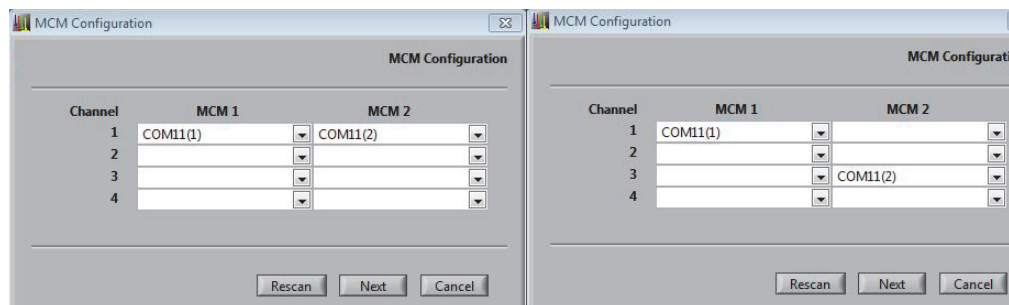 MCM Configuration
MCM Configuration
Channel MCM 1 MCM 2
1 COM11(1) COM11(2)
2
3
4
Rescan Next Cancel
MCM Configuration
MCM Configurati
Channel MCM 1 MCM 2
1 COM11(1)
2
3 COM11(2)
4
Rescan Next Cancel